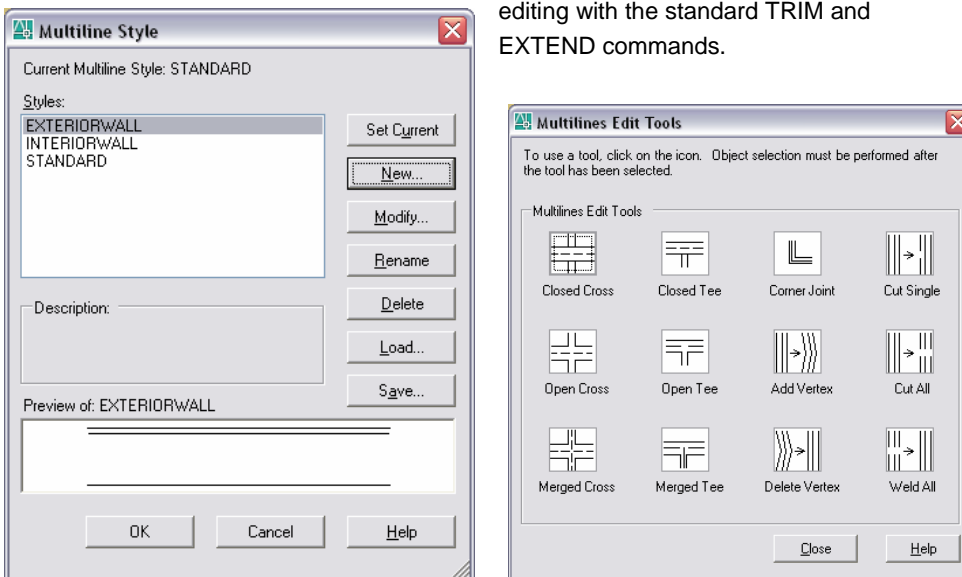 Multiline Style
Current Multiline Style: STANDARD
Styles:
EXTERIORWALL
INTERIORWALL
STANDARD
Set Current
New...
Modify...
Rename
Delete
Load...
Save...
Description:
Preview of: EXTERIORWALL
OK Cancel Help
editing with the standard TRIM and
EXTEND commands.
Multilines Edit Tools
To use a tool, click on the icon. Object selection must be performed after
the tool has been selected.
Multilines Edit Tools
Closed Cross Closed Tee Corner Joint Cut Single
Open Cross Open Tee Add Vertex Cut All
Merged Cross Merged Tee Delete Vertex Weld All
Close Help